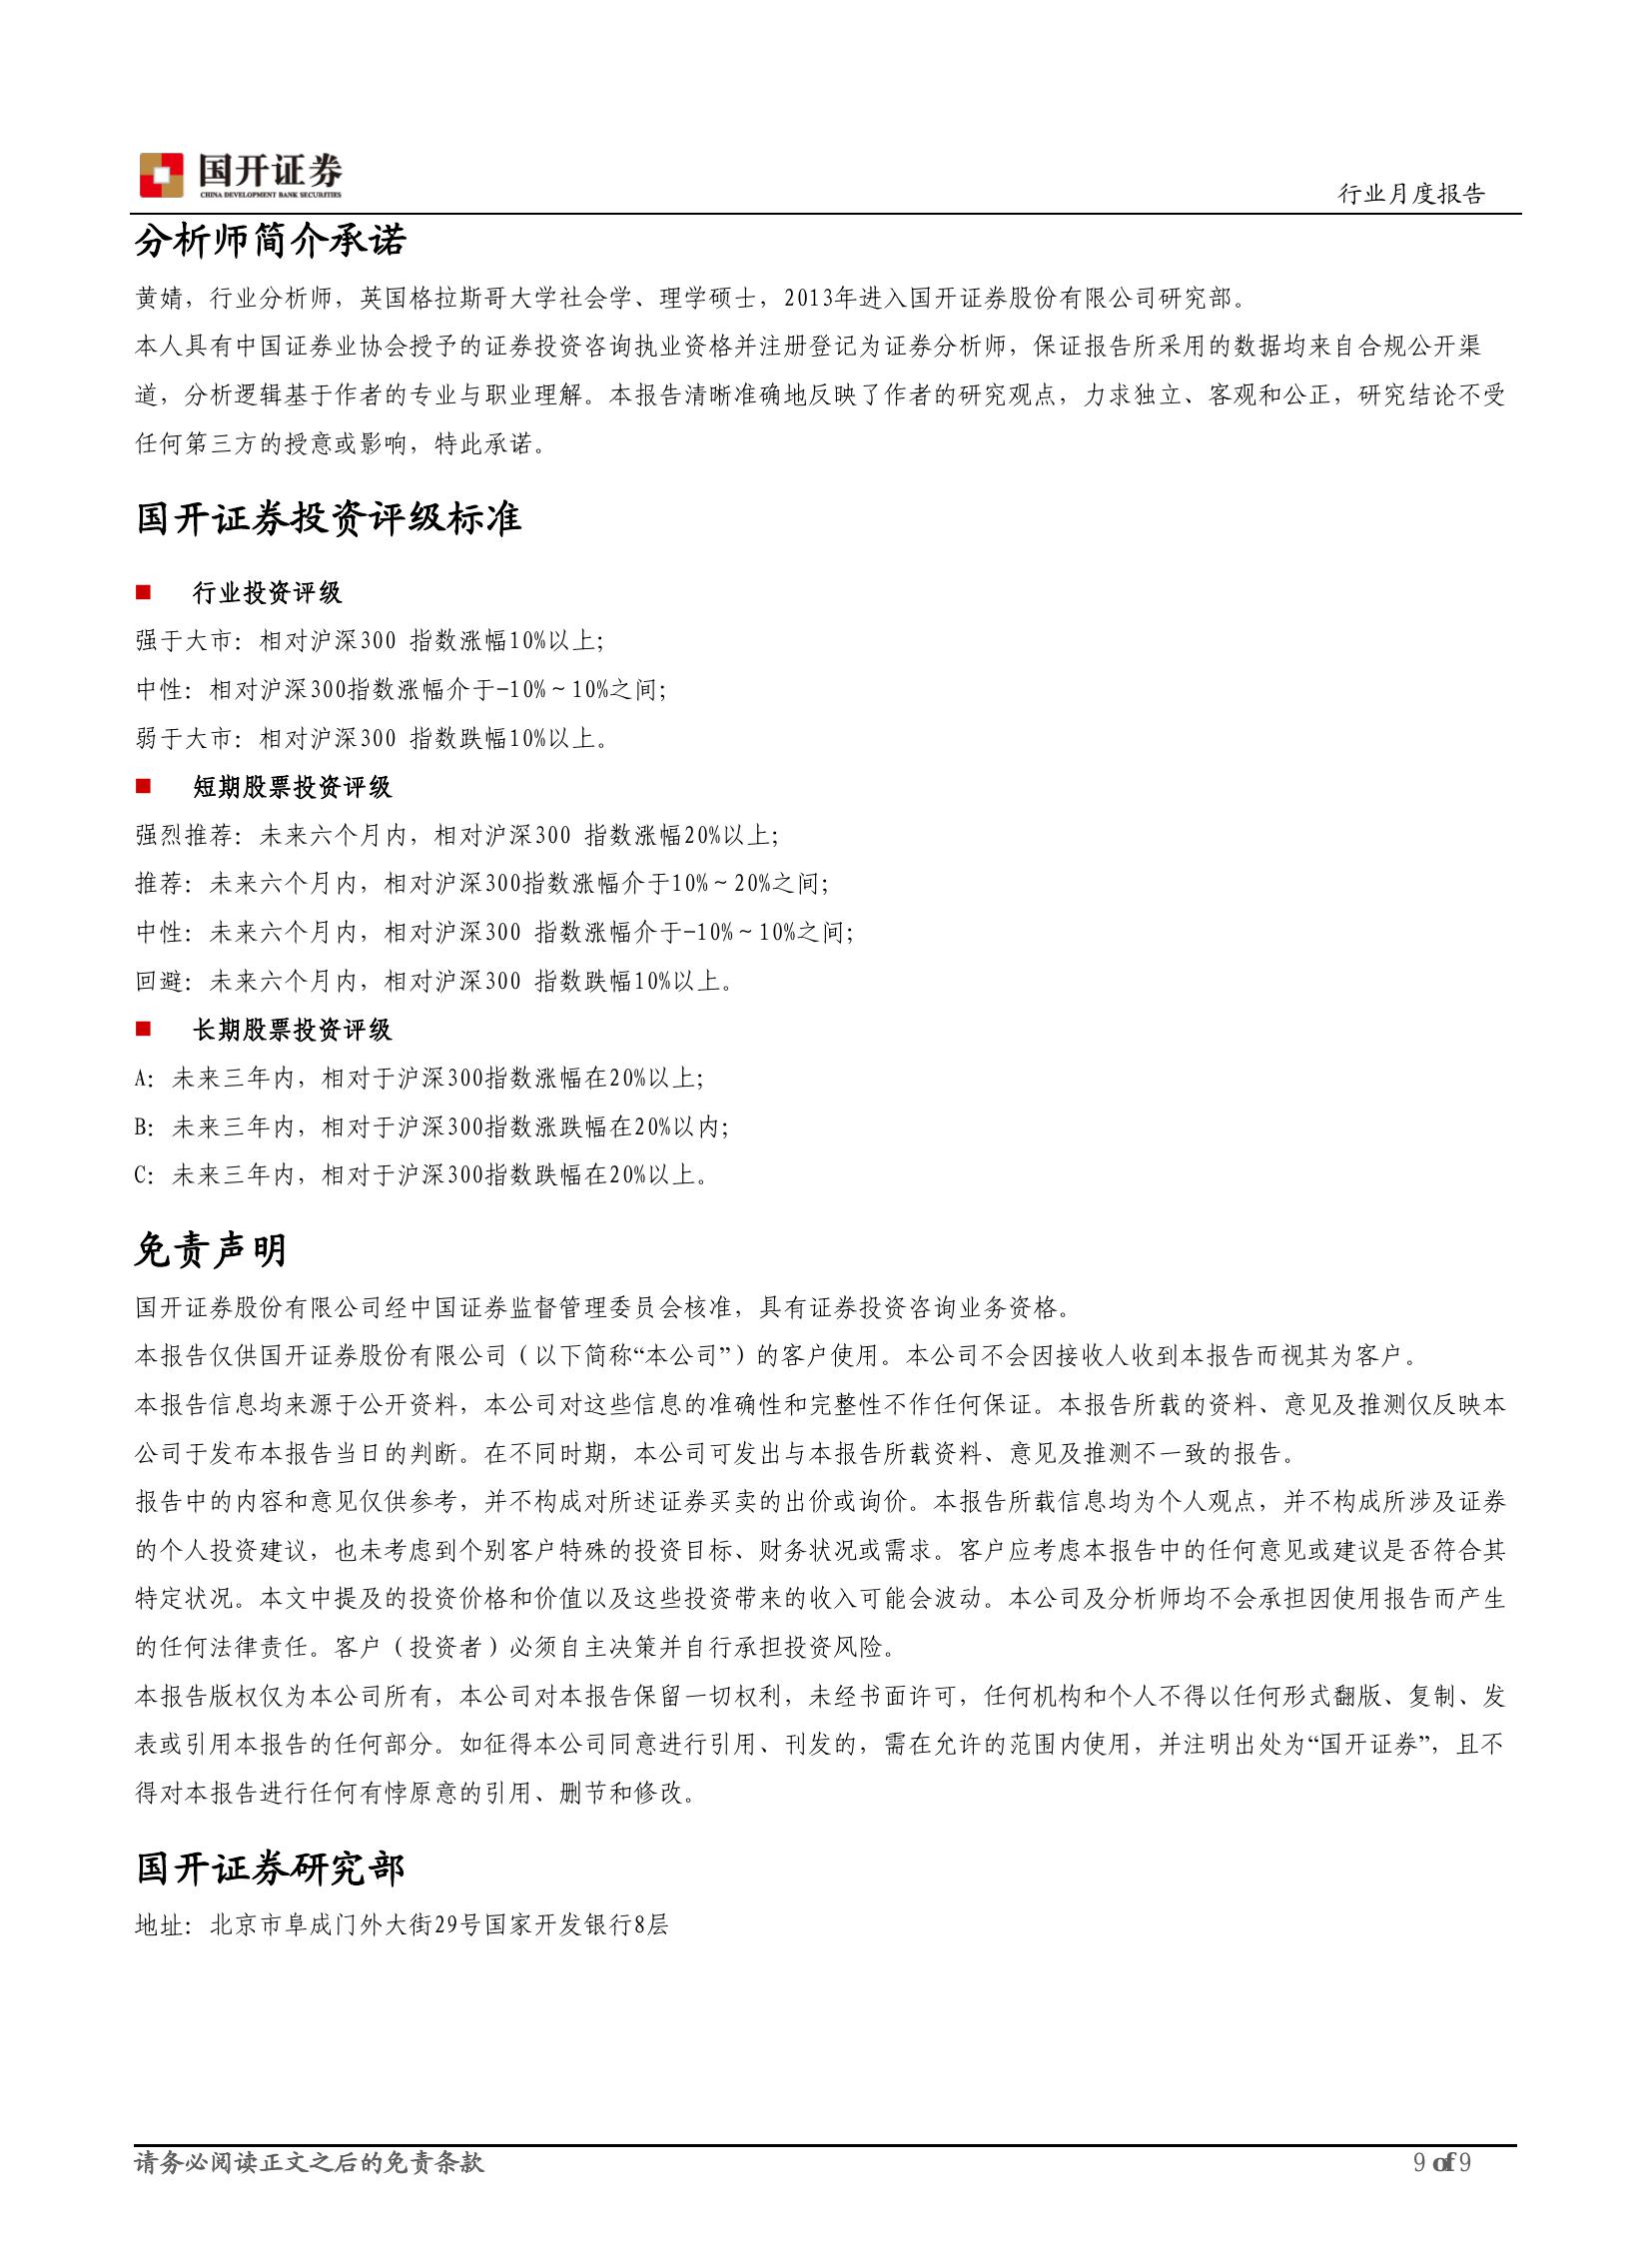 国开证券
CHINA DEVELOPMENT BANK SECURITIES
行业月度报告
分析师简介承诺
黄婧，行业分析师，英国格拉斯哥大学社会学、理学硕士，2013年进入国开证券股份有限公司研究部。
本人具有中国证券业协会授予的证券投资咨询执业资格并注册登记为证券分析师，保证报告所采用的数据均来自合规公开渠
道，分析逻辑基于作者的专业与职业理解。本报告清晰准确地反映了作者的研究观点，力求独立、客观和公正，研究结论不受
任何第三方的授意或影响，特此承诺。
国开证券投资评级标准
■ 行业投资评级
强于大市：相对沪深300 指数涨幅10%以上；
中性：相对沪深300指数涨幅介于-10%～10%之间；
弱于大市：相对沪深300 指数跌幅10%以上。
■ 短期股票投资评级
强烈推荐：未来六个月内，相对沪深300 指数涨幅20%以上；
推荐：未来六个月内，相对沪深300指数涨幅介于10%～20%之间；
中性：未来六个月内，相对沪深300 指数涨幅介于-10%～10%之间；
回避：未来六个月内，相对沪深300 指数跌幅10%以上。
■ 长期股票投资评级
A：未来三年内，相对于沪深300指数涨幅在20%以上；
B：未来三年内，相对于沪深300指数涨跌幅在20%以内；
C：未来三年内，相对于沪深300指数跌幅在20%以上。
免责声明
国开证券股份有限公司经中国证券监督管理委员会核准，具有证券投资咨询业务资格。
本报告仅供国开证券股份有限公司（以下简称“本公司”）的客户使用。本公司不会因接收人收到本报告而视其为客户。
本报告信息均来源于公开资料，本公司对这些信息的准确性和完整性不作任何保证。本报告所载的资料、意见及推测仅反映本
公司于发布本报告当日的判断。在不同时期，本公司可发出与本报告所载资料、意见及推测不一致的报告。
报告中的内容和意见仅供参考，并不构成对所述证券买卖的出价或询价。本报告所载信息均为个人观点，并不构成所涉及证券
的个人投资建议，也未考虑到个别客户特殊的投资目标、财务状况或需求。客户应考虑本报告中的任何意见或建议是否符合其
特定状况。本文中提及的投资价格和价值以及这些投资带来的收入可能会波动。本公司及分析师均不会承担因使用报告而产生
的任何法律责任。客户（投资者）必须自主决策并自行承担投资风险。
本报告版权仅为本公司所有，本公司对本报告保留一切权利，未经书面许可，任何机构和个人不得以任何形式翻版、复制、发
表或引用本报告的任何部分。如征得本公司同意进行引用、刊发的，需在允许的范围内使用，并注明出处为“国开证券”，且不
得对本报告进行任何有悖原意的引用、删节和修改。
国开证券研究部
地址：北京市阜成门外大街29号国家开发银行8层
请务必阅读正文之后的免责条款
9 of 9